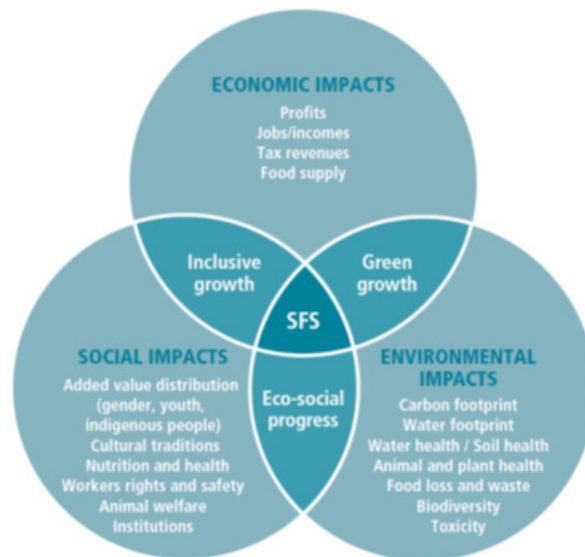 ECONOMIC IMPACTS
Profits
Jobs/incomes
Tax revenues
Food supply
Inclusive
growth
Green
growth
SFS
SOCIAL IMPACTS
Added value distribution
(gender, youth,
indigenous people)
Cultural traditions
Nutrition and health
Workers rights and safety
Animal welfare
Institutions
Eco-social
progress
ENVIRONMENTAL
IMPACTS
Carbon footprint
Water footprint
Water health / Soil health
Animal and plant health
Food loss and waste
Biodiversity
Toxicity